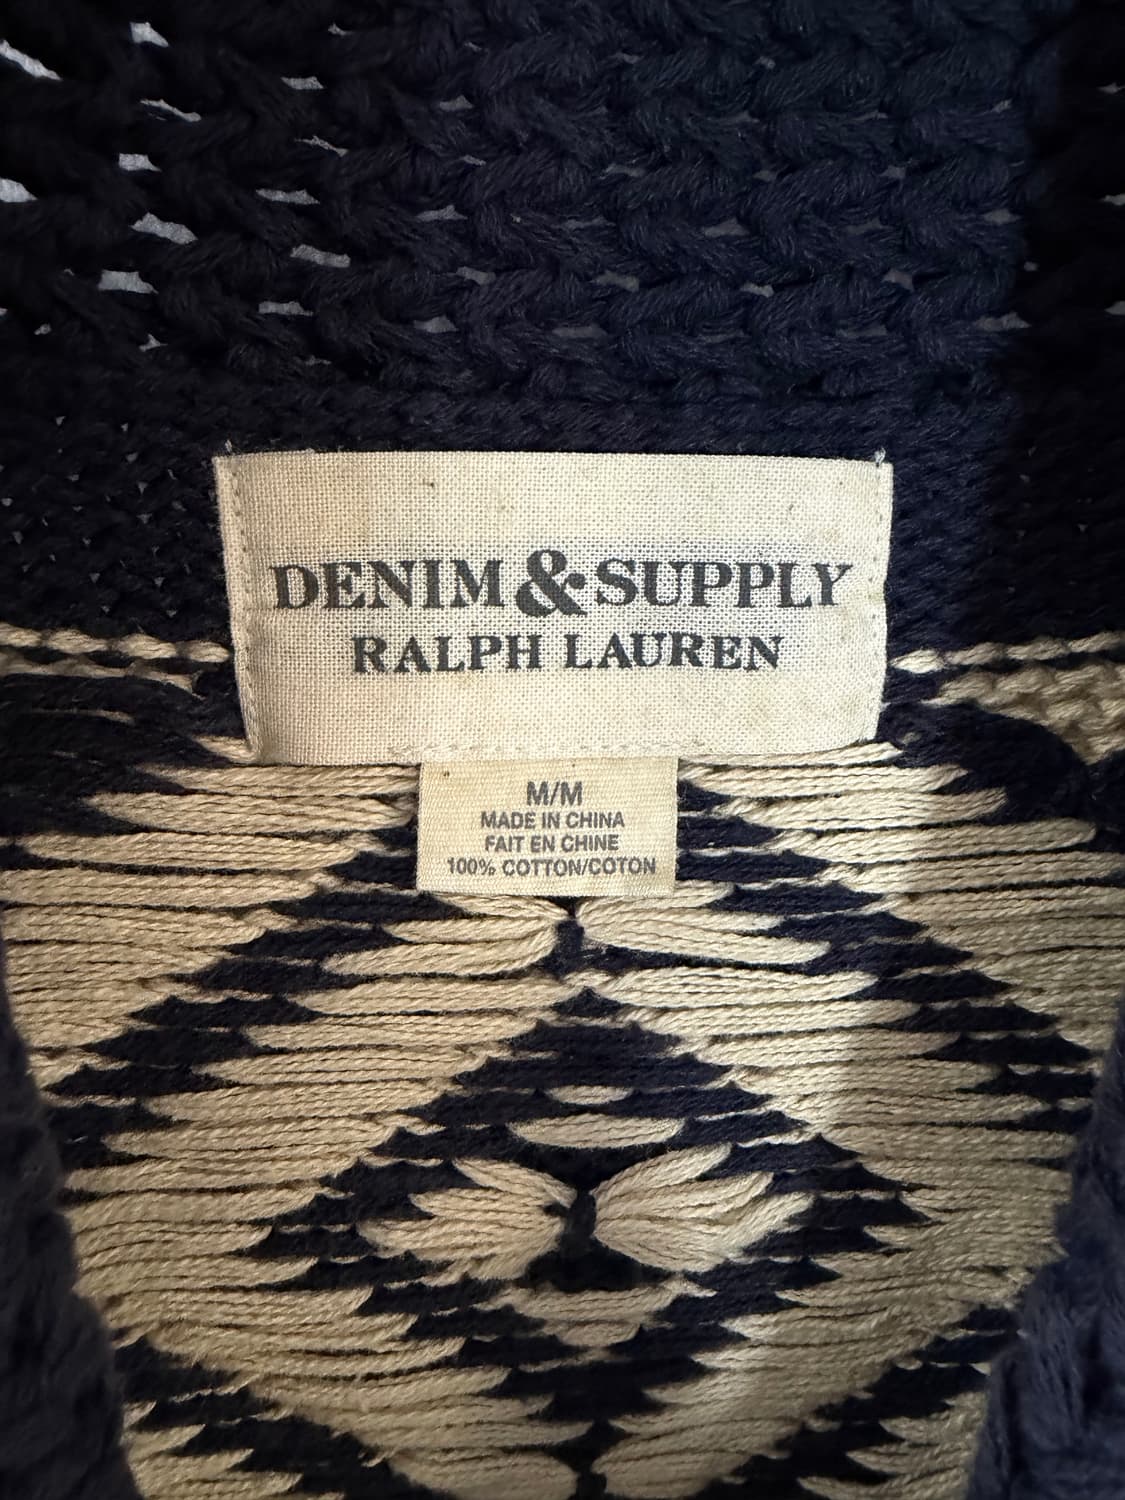 DENIM & SUPPLY
RALPH LAUREN
M/M
MADE IN CHINA
FAIT EN CHINE
100% COTTON/COTON